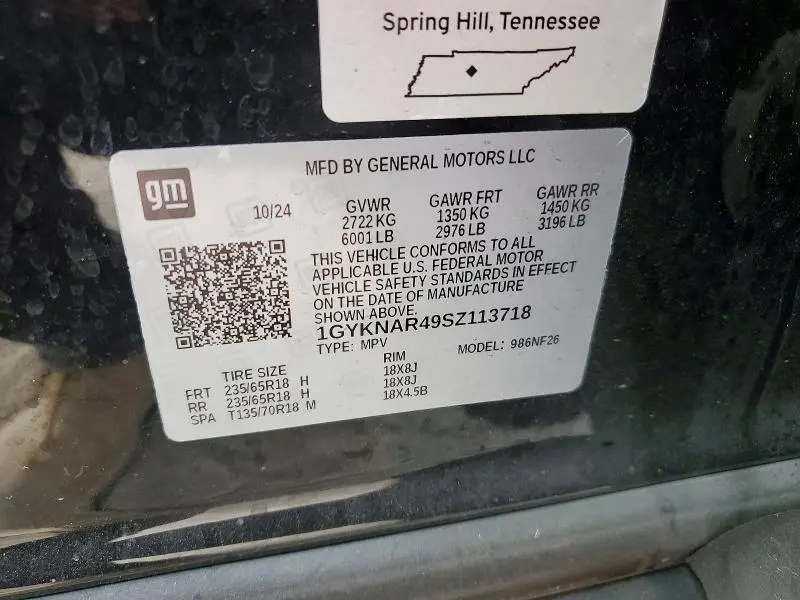 Spring Hill, Tennessee
gm
MFD BY GENERAL MOTORS LLC
10/24 GVWR GAWR FRT GAWR RR
2722 KG 1350 KG 1450 KG
6001 LB 2976 LB 3196 LB
THIS VEHICLE CONFORMS TO ALL
APPLICABLE U.S. FEDERAL MOTOR
VEHICLE SAFETY STANDARDS IN EFFECT
ON THE DATE OF MANUFACTURE
SHOWN ABOVE.
1GYKNAR49SZ113718
TYPE: MPV MODEL: 986NF26
TIRE SIZE RIM
FRT 235/65R18 H 18X8J
RR 235/65R18 H 18X8J
SPA T135/70R18 M 18X4.5B